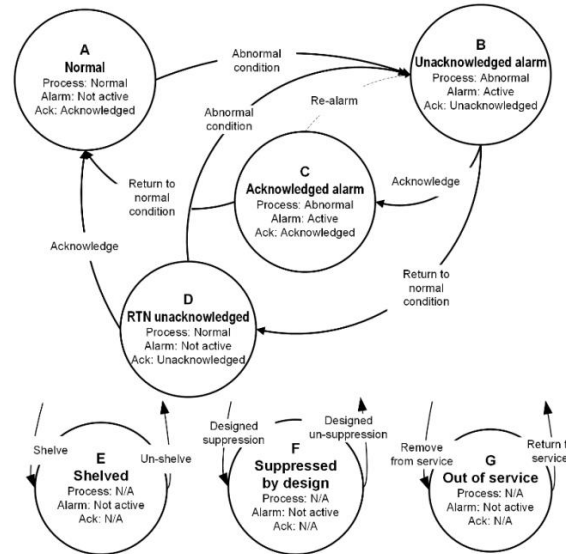 A
Normal
Process: Normal
Alarm: Not active
Ack: Acknowledged
Abnormal
condition
B
Unacknowledged alarm
Process: Abnormal
Alarm: Active
Ack: Unacknowledged
Abnormal
condition
Re-alarm
C
Acknowledged alarm
Process: Abnormal
Alarm: Active
Ack: Acknowledged
Return to
normal
condition
Acknowledge
Acknowledge
Return to
normal
condition
D
RTN unacknowledged
Process: Normal
Alarm: Not active
Ack: Unacknowledged
Shelve
E
Shelved
Process: N/A
Alarm: Not active
Ack: N/A
Un-shelve
Designed
suppression
F
Suppressed
by design
Process: N/A
Alarm: Not active
Ack: N/A
Designed
un-suppression
Remove
from service
G
Out of service
Process: N/A
Alarm: Not active
Ack: N/A
Return to
service